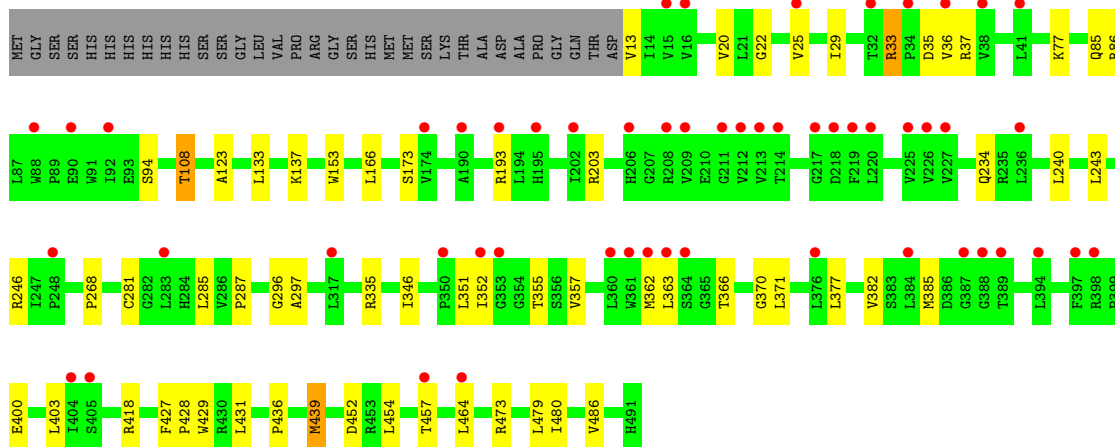 MET GLY SER SER HIS HIS HIS HIS HIS HIS SER SER GLY LEU VAL PRO ARG GLY SER HIS MET MET SER LYS THR ALA ASP ALA ALA PRO GLY GLN THR ASP V13 I14 V15 V16 V20 L21 G22 V25 I29 T32 R33 P34 D35 V36 R37 V38 L41 K77 Q85
L87 W88 P89 E90 W91 I92 E93 S94 T108 A123 L133 K137 W153 L166 S173 V174 A190 R193 L194 H195 I202 R203 H206 G207 R208 V209 E210 G211 V212 V213 T214 G217 D218 F219 L220 V225 V226 V227 Q234 R235 L236 L240 L243
R246 I247 P248 P268 C281 G282 L283 H284 L285 V286 P287 G296 A297 L317 R335 I346 P350 L351 I352 G353 G354 T355 S356 V357 L360 W361 M362 L363 S364 G365 T366 G370 L371 L376 L377 V382 S383 L384 M385 D386 G387 G388 T389 L394 F397 R398
E400 L403 I404 S405 R418 F427 P428 W429 R430 L431 P436 M439 D452 R453 L454 T457 L464 R473 L479 I480 V486 H491